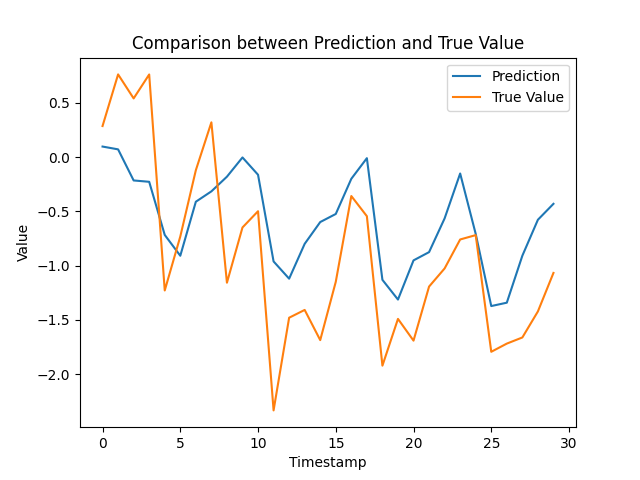 Comparison between Prediction and True Value
Prediction
True Value
0.5
0.0
−0.5
−1.0
−1.5
−2.0
Value
0 5 10 15 20 25 30
Timestamp